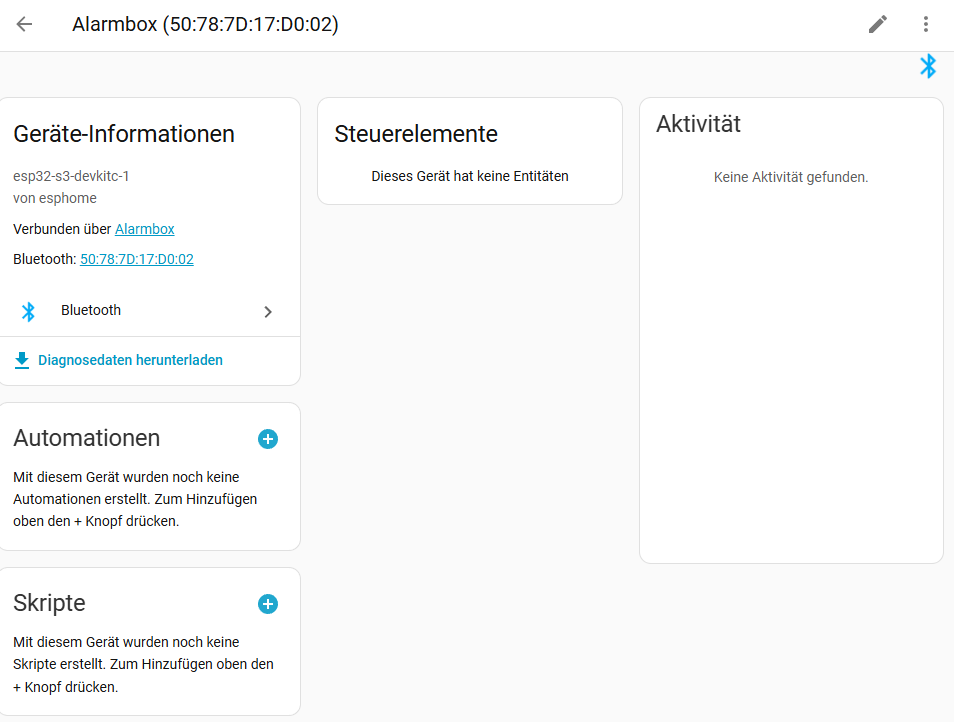 Alarmbox (50:78:7D:17:D0:02)
Geräte-Informationen
esp32-s3-devkitc-1
von esphome
Verbunden über Alarmbox
Bluetooth: 50:78:7D:17:D0:02
Bluetooth
Diagnosedaten herunterladen
Automationen
Mit diesem Gerät wurden noch keine
Automationen erstellt. Zum Hinzufügen
oben den + Knopf drücken.
Skripte
Mit diesem Gerät wurden noch keine
Skripte erstellt. Zum Hinzufügen oben den
+ Knopf drücken.
Steuerelemente
Dieses Gerät hat keine Entitäten
Aktivität
Keine Aktivität gefunden.